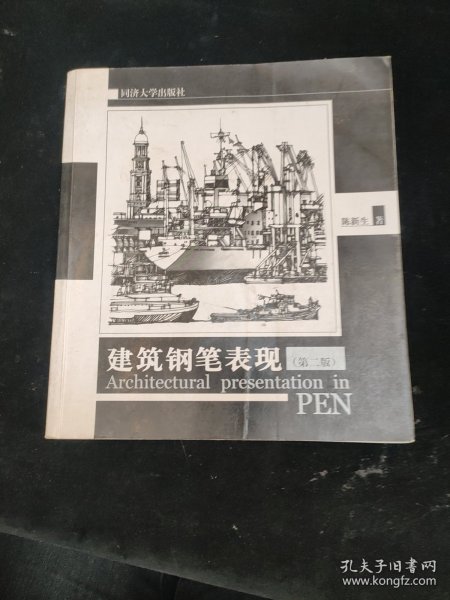 同济大学出版社
陈新生 著
建筑钢笔表现(第二版)
Architectural presentation in
PEN
孔夫子旧书网
www.kongfz.com